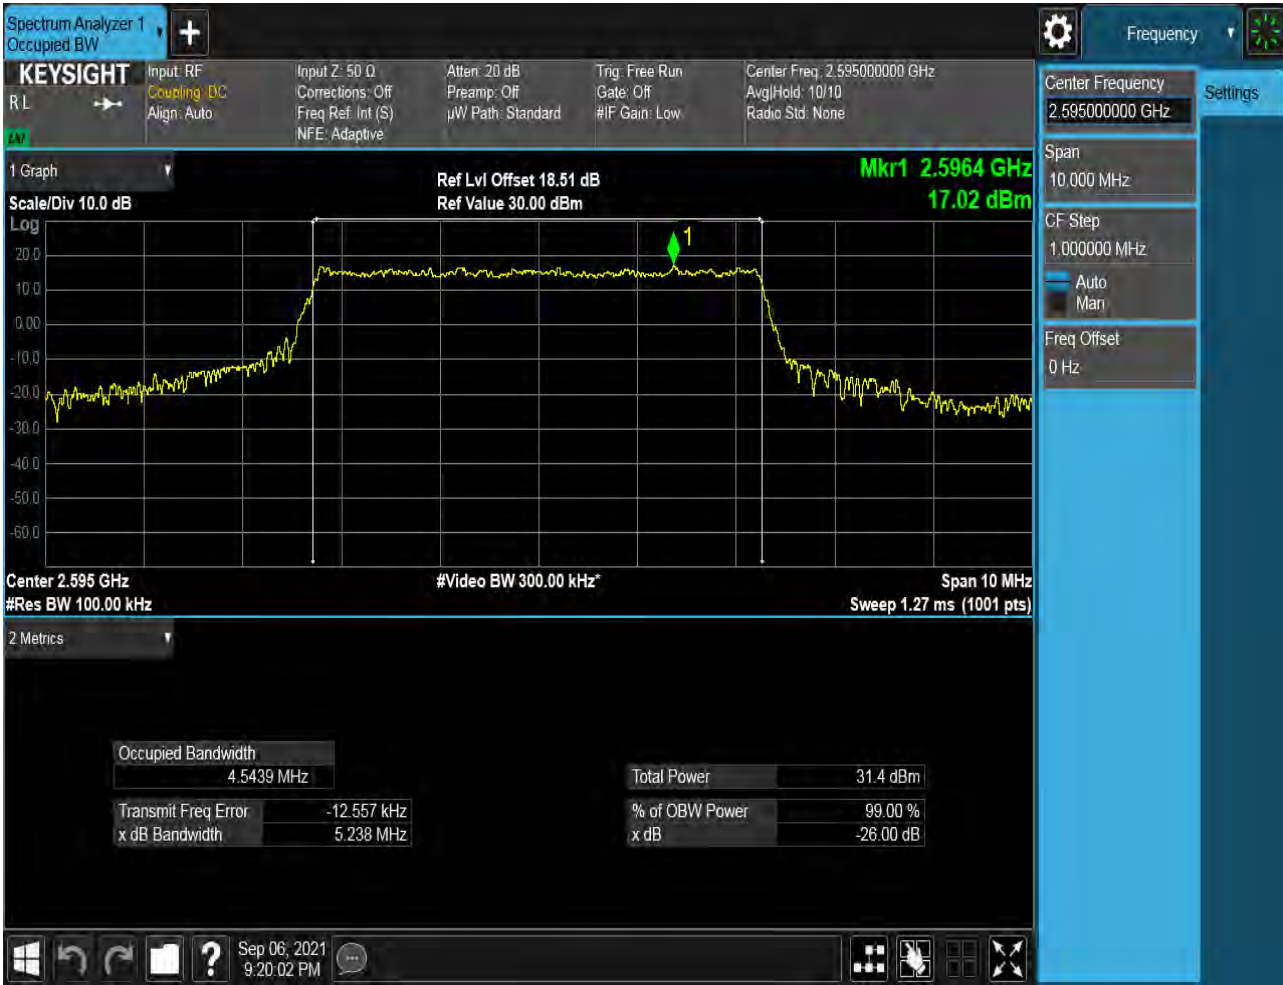 Spectrum Analyzer 1
Occupied BW
Frequency
KEYSIGHT
R L
Input: RF
Coupling: DC
Align: Auto
Input Z: 50 Ω
Corrections: Off
Freq Ref: Int (S)
NFE: Adaptive
Atten: 20 dB
Preamp: Off
µW Path: Standard
Trig: Free Run
Gate: Off
#IF Gain: Low
Center Freq: 2.595000000 GHz
Avg|Hold: 10/10
Radio Std: None
Center Frequency
2.595000000 GHz
Settings
Span
10.000 MHz
CF Step
1.000000 MHz
Auto
Man
Freq Offset
0 Hz
1 Graph
Scale/Div 10.0 dB
Ref Lvl Offset 18.51 dB
Ref Value 30.00 dBm
Mkr1 2.5964 GHz
17.02 dBm
Log
1
20.0
10.0
0.00
-10.0
-20.0
-30.0
-40.0
-50.0
-60.0
Center 2.595 GHz
#Video BW 300.00 kHz*
Span 10 MHz
#Res BW 100.00 kHz
Sweep 1.27 ms (1001 pts)
2 Metrics
Occupied Bandwidth
4.5439 MHz
Total Power 31.4 dBm
Transmit Freq Error -12.557 kHz
% of OBW Power 99.00 %
x dB Bandwidth 5.238 MHz
x dB -26.00 dB
Sep 06, 2021
9:20:02 PM